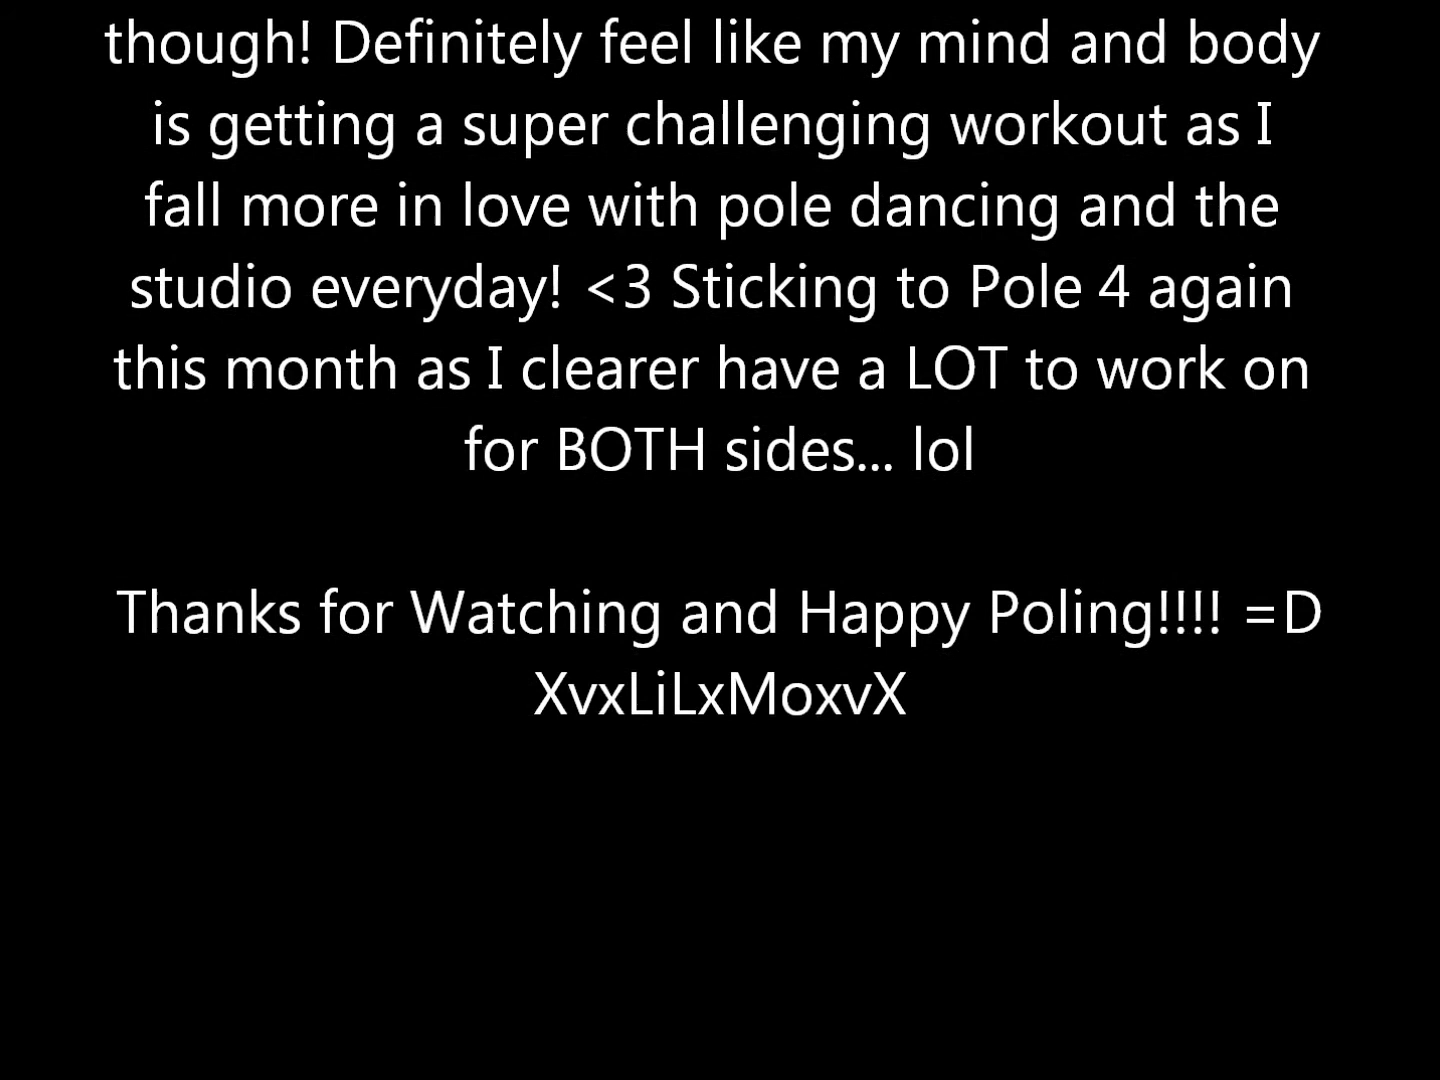 though! Definitely feel like my mind and body
is getting a super challenging workout as I
fall more in love with pole dancing and the
studio everyday! <3 Sticking to Pole 4 again
this month as I clearer have a LOT to work on
for BOTH sides... lol
Thanks for Watching and Happy Poling!!!! =D
XvxLiLxMoxvX